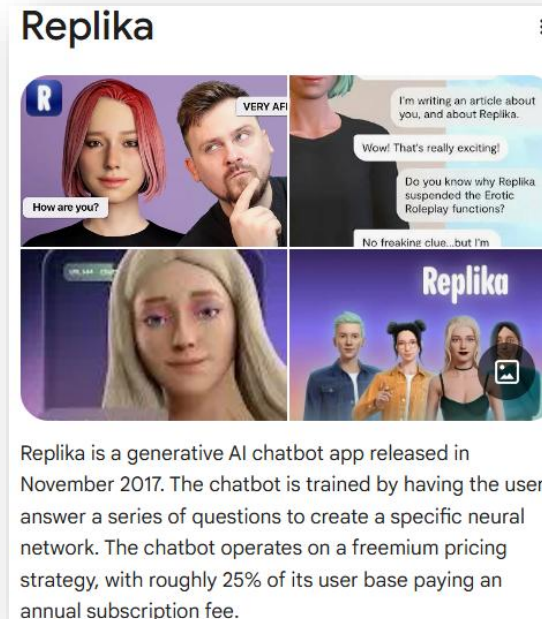 Replika
R
VERY AFI
How are you?
I'm writing an article about
you, and about Replika.
Wow! That's really exciting!
Do you know why Replika
suspended the Erotic
Roleplay functions?
No freaking clue...but I'm
Replika
Replika is a generative AI chatbot app released in
November 2017. The chatbot is trained by having the user
answer a series of questions to create a specific neural
network. The chatbot operates on a freemium pricing
strategy, with roughly 25% of its user base paying an
annual subscription fee.